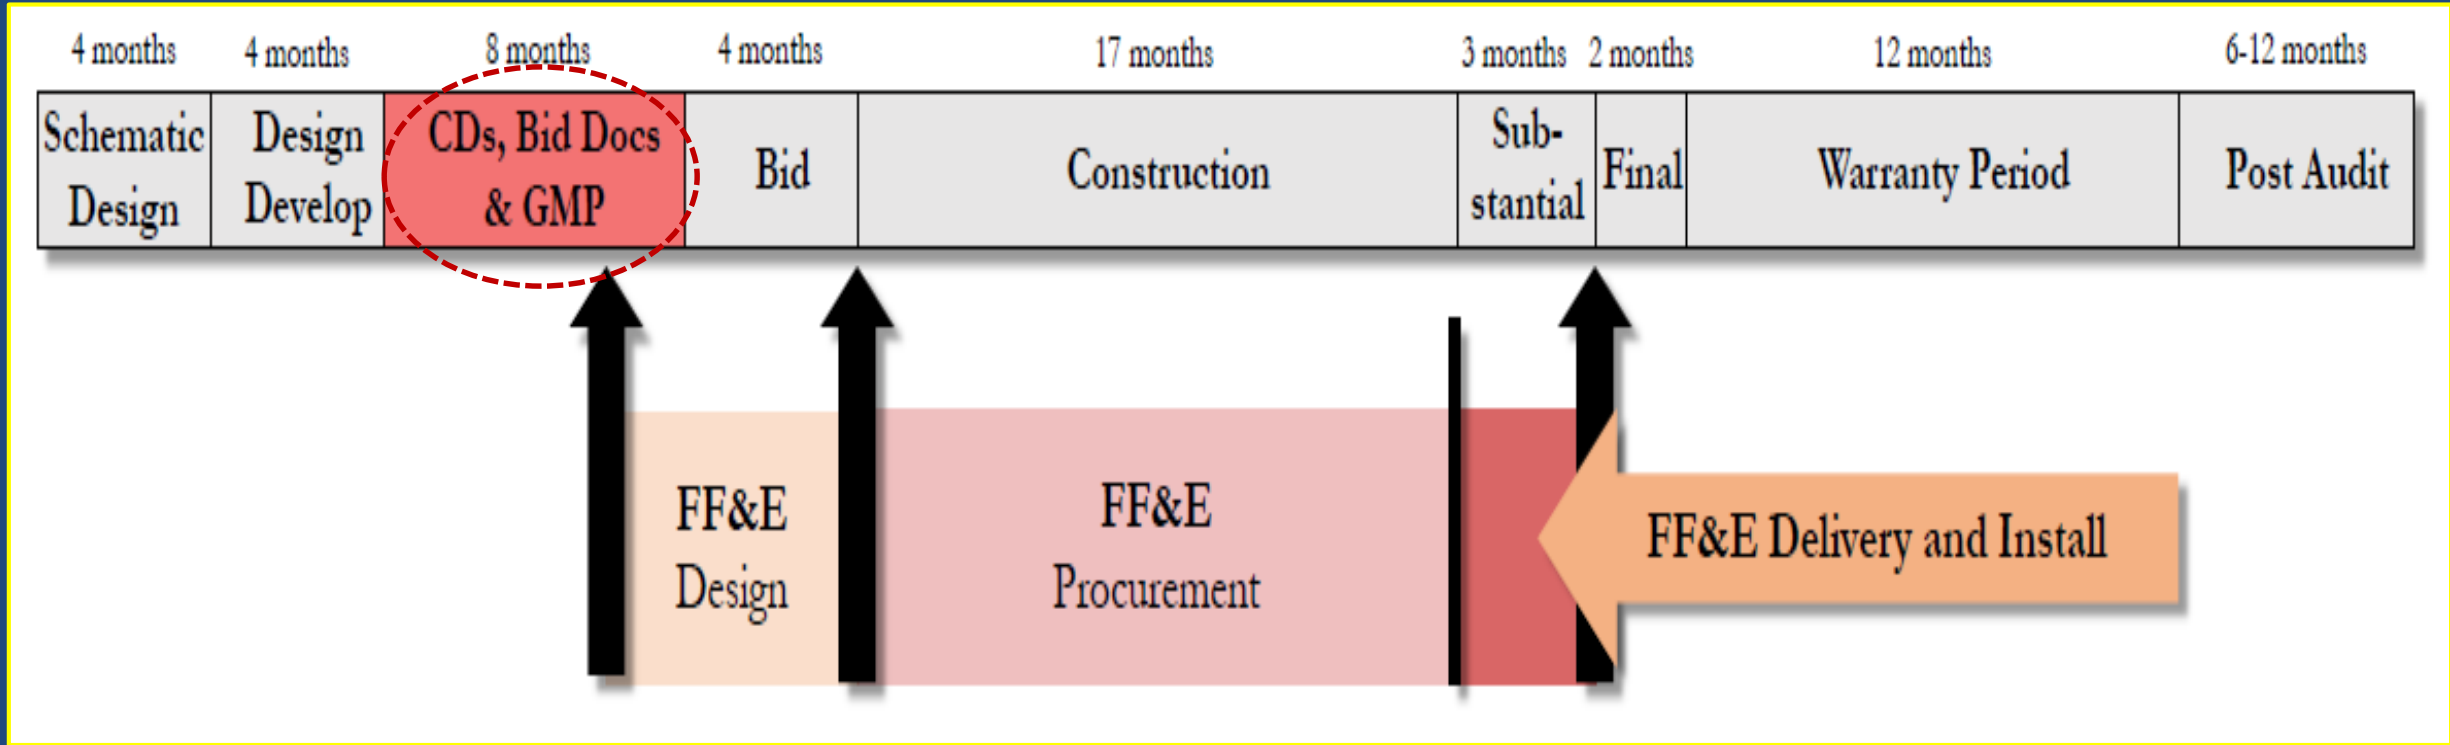 4 months 4 months 8 months 4 months 17 months 3 months 2 months 12 months 6-12 months
Schematic
Design
Design
Develop
CDs, Bid Docs
& GMP
Bid
Construction
Sub-
stantial
Final
Warranty Period
Post Audit
FF&E
Design
FF&E
Procurement
FF&E Delivery and Install